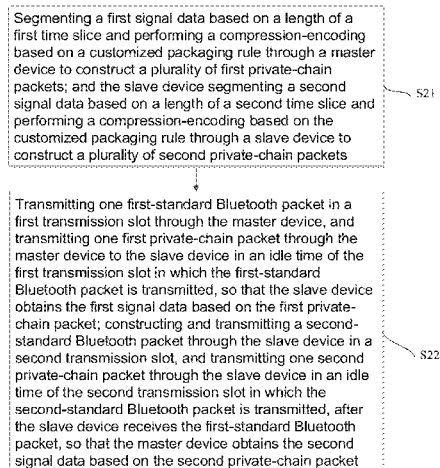 Segmenting a first signal data based on a length of a
first time slice and performing a compression-encoding
based on a customized packaging rule through a master
device to construct a plurality of first private-chain
packets; and the slave device segmenting a second
signal data based on a length of a second time slice and
performing a compression-encoding based on the
customized packaging rule through a slave device to
construct a plurality of second private-chain packets
S21
Transmitting one first-standard Bluetooth packet in a
first transmission slot through the master device, and
transmitting one first private-chain packet through the
master device to the slave device in an idle time of the
first transmission slot in which the first-standard
Bluetooth packet is transmitted, so that the slave device
obtains the first signal data based on the first private-
chain packet; constructing and transmitting a second-
standard Bluetooth packet through the slave device in a
second transmission slot, and transmitting one second
private-chain packet through the slave device in an idle
time of the second transmission slot in which the
second-standard Bluetooth packet is transmitted, after
the slave device receives the first-standard Bluetooth
packet, so that the master device obtains the second
signal data based on the second private-chain packet
S22